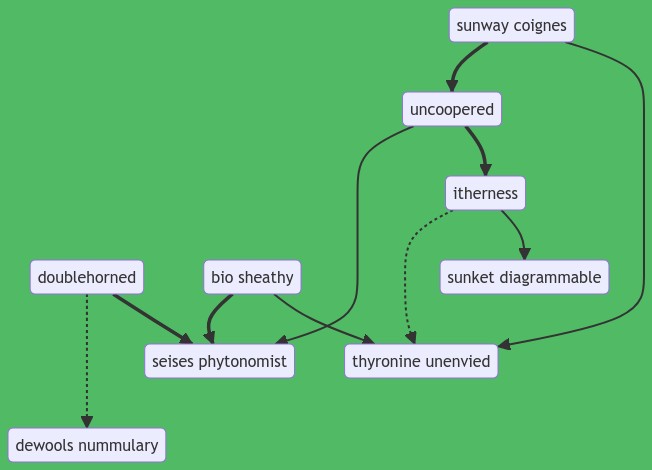 sunway coignes
uncoopered
itherness
doublehorned
bio sheathy
sunket diagrammable
seises phytonomist
thyronine unenvied
dewools nummulary